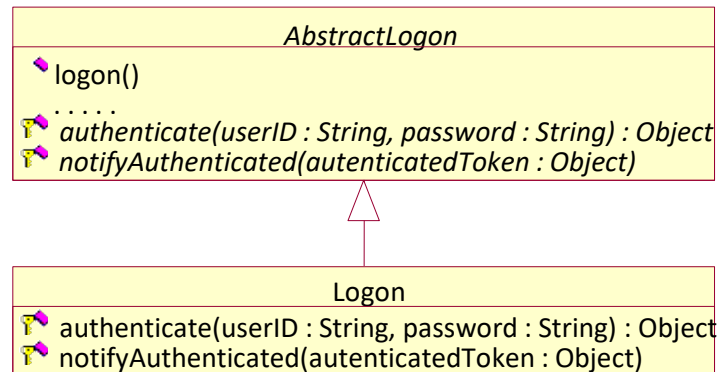 AbstractLogon
logon()
. . . . .
authenticate(userID : String, password : String) : Object
notifyAuthenticated(autenticatedToken : Object)
Logon
authenticate(userID : String, password : String) : Object
notifyAuthenticated(autenticatedToken : Object)